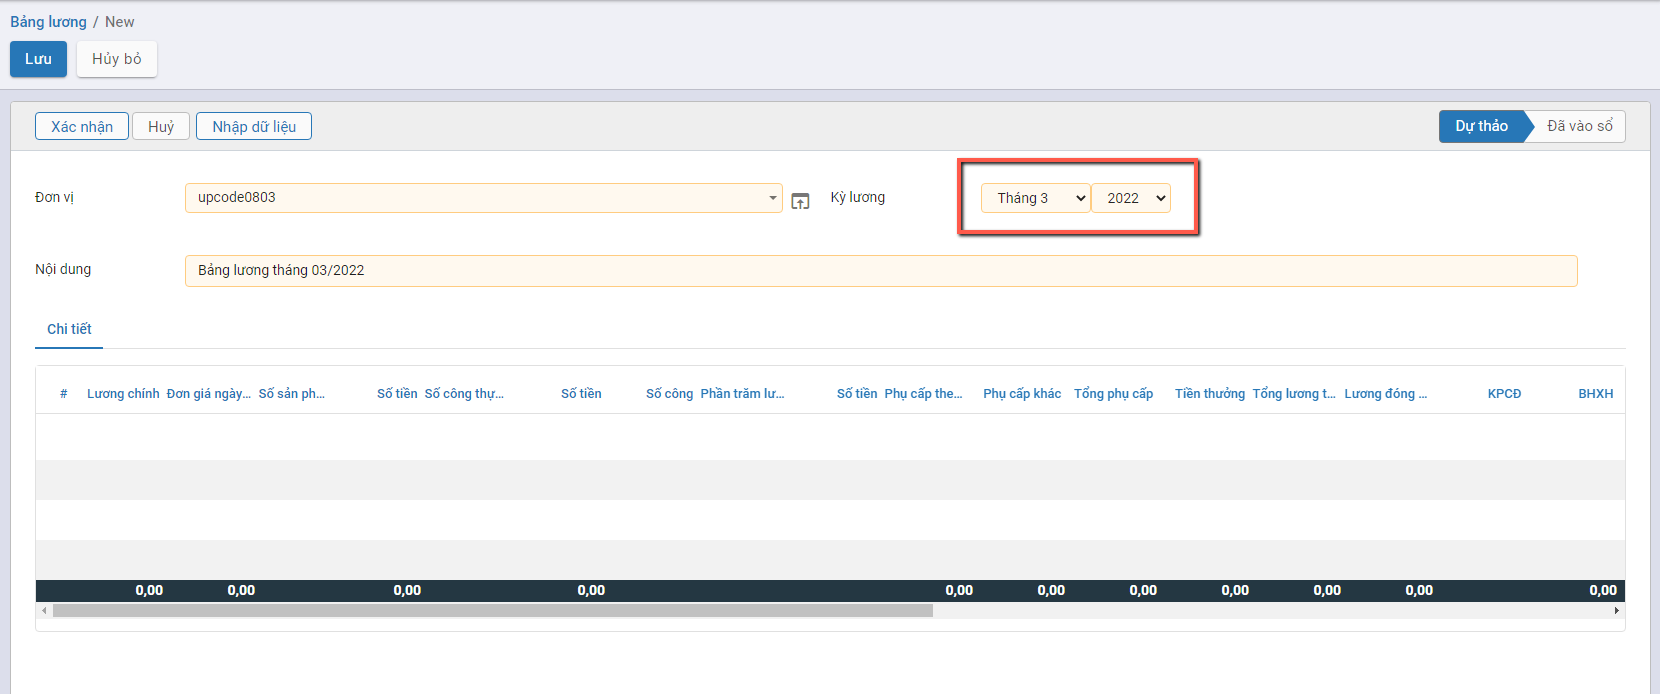 Bảng lương / New
Lưu Hủy bỏ
Xác nhận Huỷ Nhập dữ liệu Dự thảo Đã vào sổ
Đơn vị upcode0803 Kỳ lương Tháng 3 2022
Nội dung Bảng lương tháng 03/2022
Chi tiết
# Lương chính Đơn giá ngày... Số sản ph... Số tiền Số công thự... Số tiền Số công Phần trăm lư... Số tiền Phụ cấp the... Phụ cấp khác Tổng phụ cấp Tiền thưởng Tổng lương t... Lương đóng ... KPCĐ BHXH
0,00 0,00 0,00 0,00 0,00 0,00 0,00 0,00 0,00 0,00 0,00